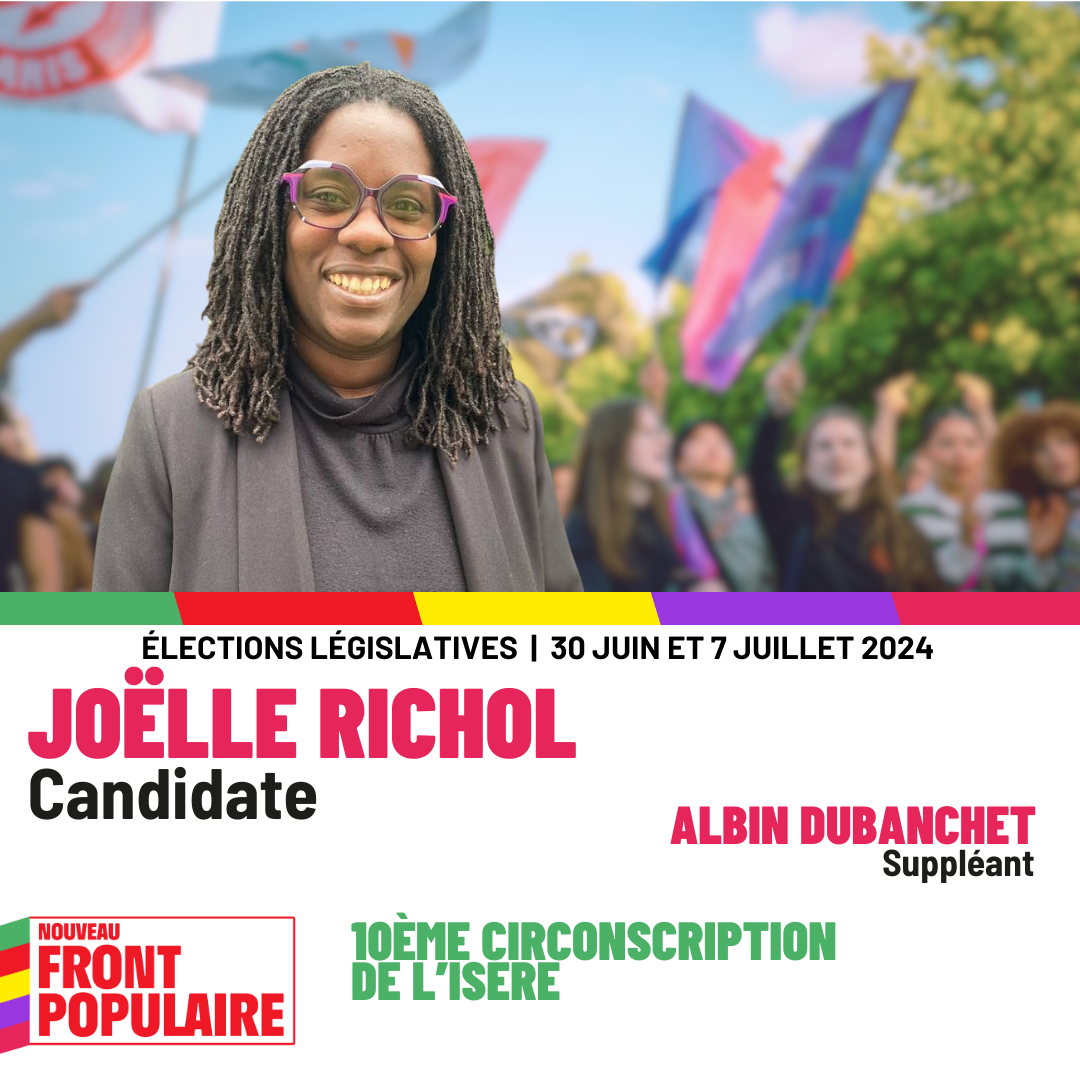 ARIS
ÉLECTIONS LÉGISLATIVES | 30 JUIN ET 7 JUILLET 2024
JOËLLE RICHOL
Candidate
ALBIN DUBANCHET
Suppléant
NOUVEAU
FRONT
POPULAIRE
10ÈME CIRCONSCRIPTION
DE L’ISERE